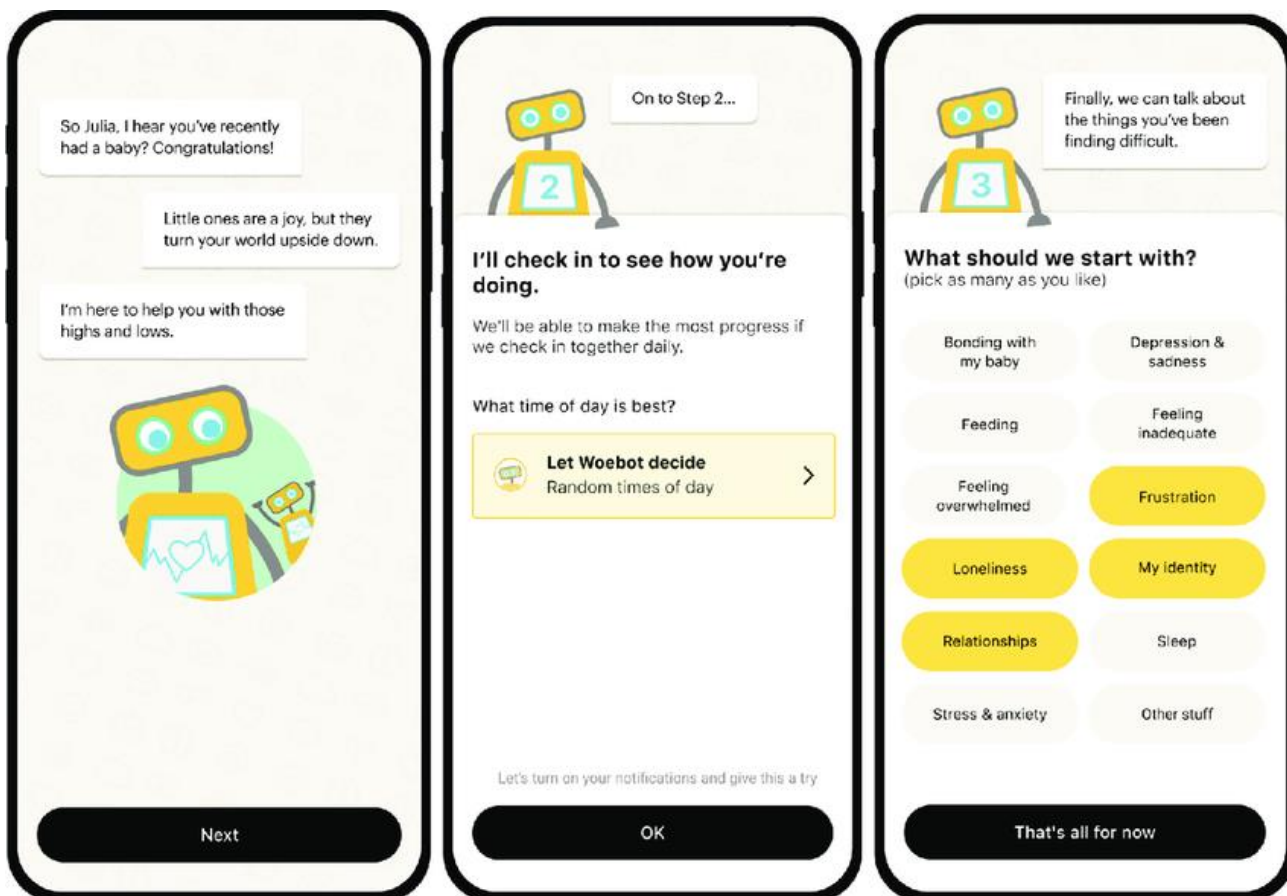 So Julia, I hear you've recently
had a baby? Congratulations!
Little ones are a joy, but they
turn your world upside down.
I'm here to help you with those
highs and lows.
Next
On to Step 2...
2
I'll check in to see how you're
doing.
We'll be able to make the most progress if
we check in together daily.
What time of day is best?
Let Woebot decide
Random times of day
Let's turn on your notifications and give this a try
OK
Finally, we can talk about
the things you've been
finding difficult.
3
What should we start with?
(pick as many as you like)
Bonding with
my baby
Depression &
sadness
Feeding
Feeling
inadequate
Feeling
overwhelmed
Frustration
Loneliness
My identity
Relationships
Sleep
Stress & anxiety
Other stuff
That's all for now